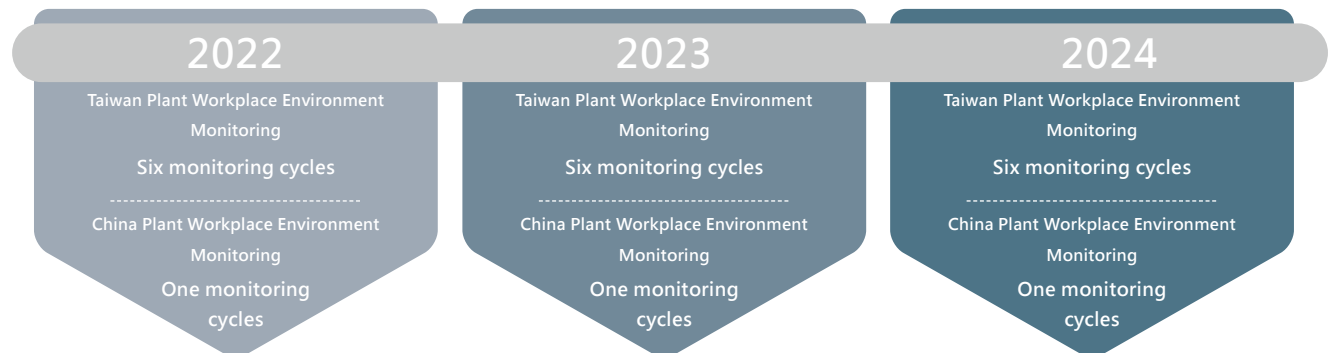 2022
Taiwan Plant Workplace Environment
Monitoring
Six monitoring cycles
China Plant Workplace Environment
Monitoring
One monitoring
cycles
2023
Taiwan Plant Workplace Environment
Monitoring
Six monitoring cycles
China Plant Workplace Environment
Monitoring
One monitoring
cycles
2024
Taiwan Plant Workplace Environment
Monitoring
Six monitoring cycles
China Plant Workplace Environment
Monitoring
One monitoring
cycles